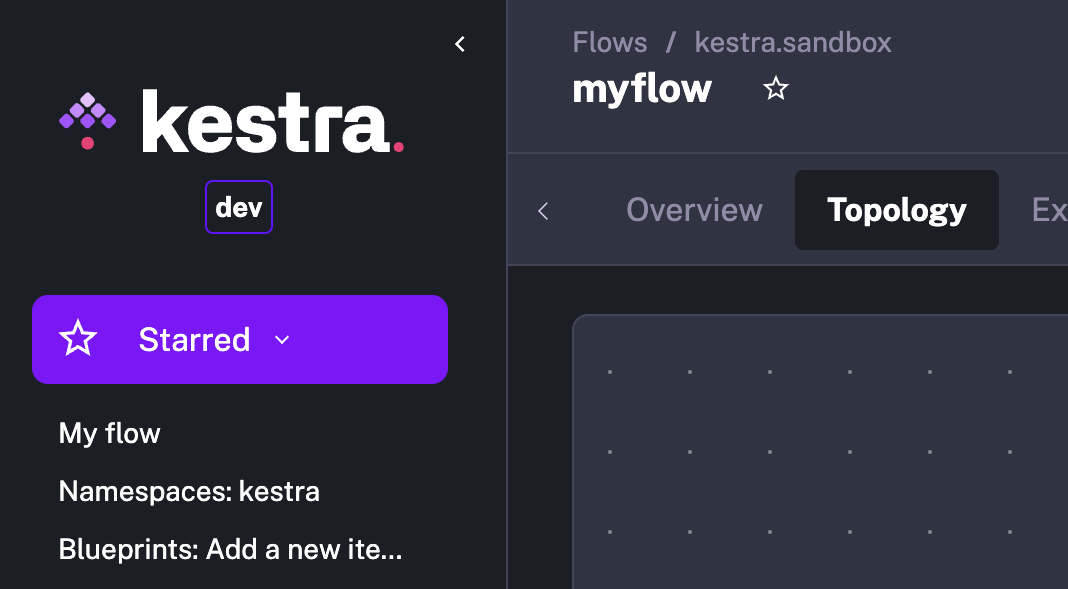 kestra.
dev
Starred
My flow
Namespaces: kestra
Blueprints: Add a new ite...
Flows / kestra.sandbox
myflow
Overview Topology Ex